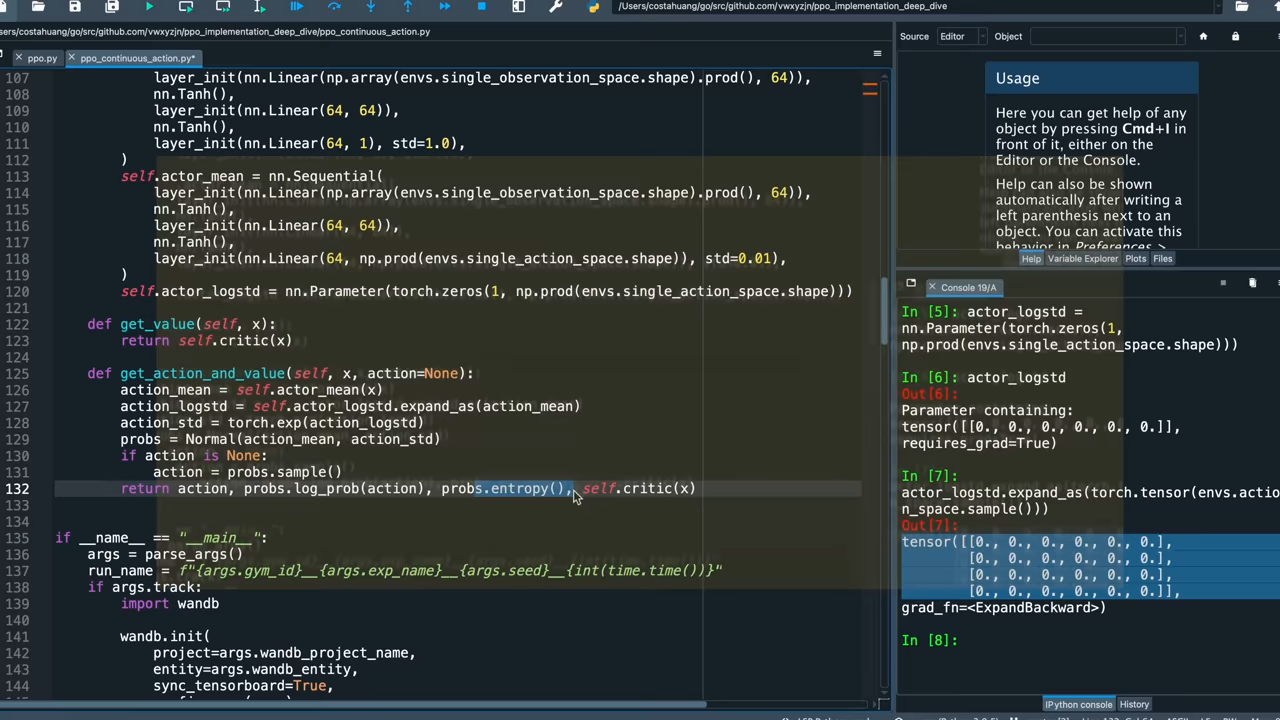 /Users/costahuang/go/src/github.com/vwxyzjn/ppo_implementation_deep_dive
/Users/costahuang/go/src/github.com/vwxyzjn/ppo_implementation_deep_dive/ppo_continuous_action.py
ppo.py
ppo_continuous_action.py*
107 layer_init(nn.Linear(np.array(envs.single_observation_space.shape).prod(), 64)),
108 nn.Tanh(),
109 layer_init(nn.Linear(64, 64)),
110 nn.Tanh(),
111 layer_init(nn.Linear(64, 1), std=1.0),
112 )
113 self.actor_mean = nn.Sequential(
114 layer_init(nn.Linear(np.array(envs.single_observation_space.shape).prod(), 64)),
115 nn.Tanh(),
116 layer_init(nn.Linear(64, 64)),
117 nn.Tanh(),
118 layer_init(nn.Linear(64, np.prod(envs.single_action_space.shape)), std=0.01),
119 )
120 self.actor_logstd = nn.Parameter(torch.zeros(1, np.prod(envs.single_action_space.shape)))
121
122 def get_value(self, x):
123 return self.critic(x)
124
125 def get_action_and_value(self, x, action=None):
126 action_mean = self.actor_mean(x)
127 action_logstd = self.actor_logstd.expand_as(action_mean)
128 action_std = torch.exp(action_logstd)
129 probs = Normal(action_mean, action_std)
130 if action is None:
131 action = probs.sample()
132 return action, probs.log_prob(action), probs.entropy(), self.critic(x)
133
134
135 if __name__ == "__main__":
136 args = parse_args()
137 run_name = f"{args.gym_id}__{args.exp_name}__{args.seed}__{int(time.time())}"
138 if args.track:
139 import wandb
140
141 wandb.init(
142 project=args.wandb_project_name,
143 entity=args.wandb_entity,
144 sync_tensorboard=True,
Source Editor Object
Usage
Here you can get help of any
object by pressing Cmd+I in
front of it, either on the
Editor or the Console.
Help can also be shown
automatically after writing a
left parenthesis next to an
object. You can activate this
behavior in Preferences >
Help Variable Explorer Plots Files
Console 19/A
In [5]: actor_logstd =
nn.Parameter(torch.zeros(1,
np.prod(envs.single_action_space.shape)))
In [6]: actor_logstd
Out[6]:
Parameter containing:
tensor([[0., 0., 0., 0., 0., 0.]],
requires_grad=True)
In [7]:
actor_logstd.expand_as(torch.tensor(envs.actio
n_space.sample()))
Out[7]:
tensor([[0., 0., 0., 0., 0., 0.],
[0., 0., 0., 0., 0., 0.],
[0., 0., 0., 0., 0., 0.],
[0., 0., 0., 0., 0., 0.]],
grad_fn=<ExpandBackward>)
In [8]:
IPython console History